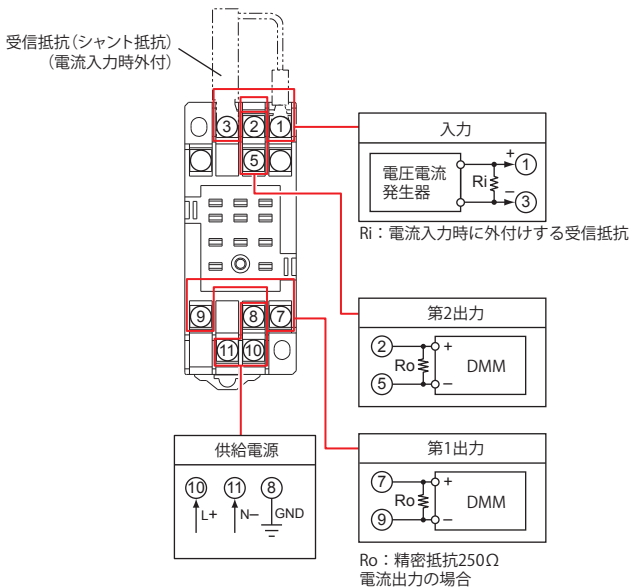 受信抵抗(シャント抵抗)
(電流入力時外付)
③ ② ①
⑤
⑨ ⑧ ⑦
⑪ ⑩
入力
電圧電流
発生器
Ri
+ ①
− ③
Ri：電流入力時に外付けする受信抵抗
第2出力
② +
Ro DMM
⑤ −
供給電源
⑩ ⑪ ⑧
L+ N− GND
第1出力
⑦ +
Ro DMM
⑨ −
Ro：精密抵抗250Ω
電流出力の場合